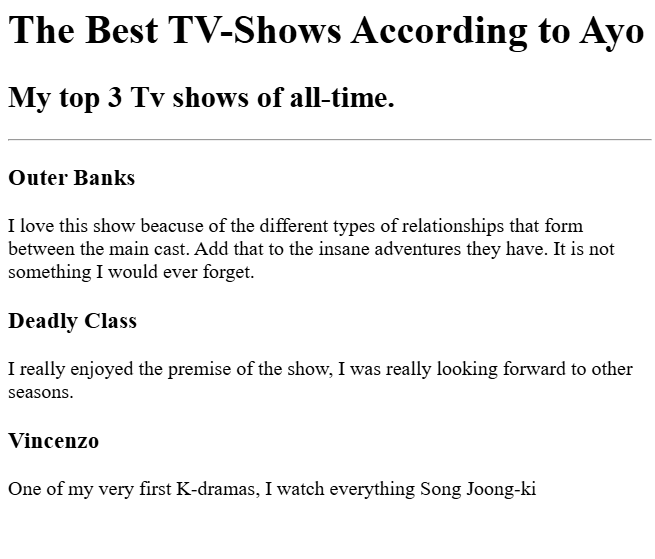 The Best TV-Shows According to Ayo
My top 3 Tv shows of all-time.
Outer Banks
I love this show beacuse of the different types of relationships that form
between the main cast. Add that to the insane adventures they have. It is not
something I would ever forget.
Deadly Class
I really enjoyed the premise of the show, I was really looking forward to other
seasons.
Vincenzo
One of my very first K-dramas, I watch everything Song Joong-ki